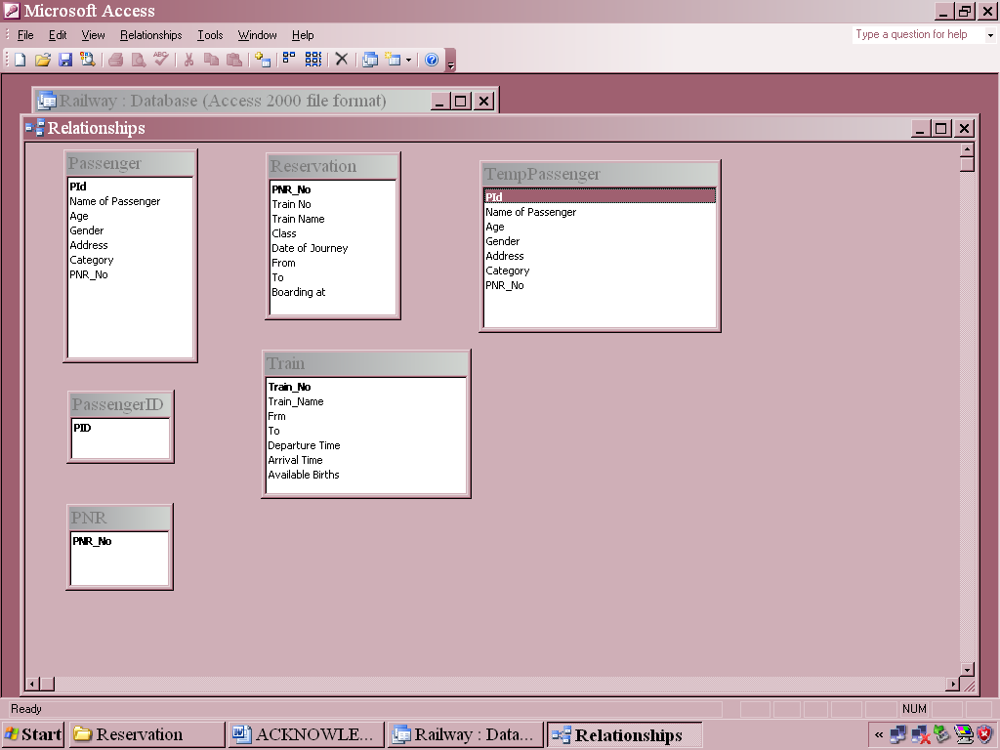 Microsoft Access
File Edit View Relationships Tools Window Help
Type a question for help
Railway : Database (Access 2000 file format)
Relationships
Passenger
PId
Name of Passenger
Age
Gender
Address
Category
PNR_No
Reservation
PNR_No
Train No
Train Name
Class
Date of Journey
From
To
Boarding at
TempPassenger
PId
Name of Passenger
Age
Gender
Address
Category
PNR_No
PassengerID
PID
Train
Train_No
Train_Name
Frm
To
Departure Time
Arrival Time
Available Births
PNR
PNR_No
Ready
NUM
Start Reservation ACKNOWLE... Railway : Data... Relationships «